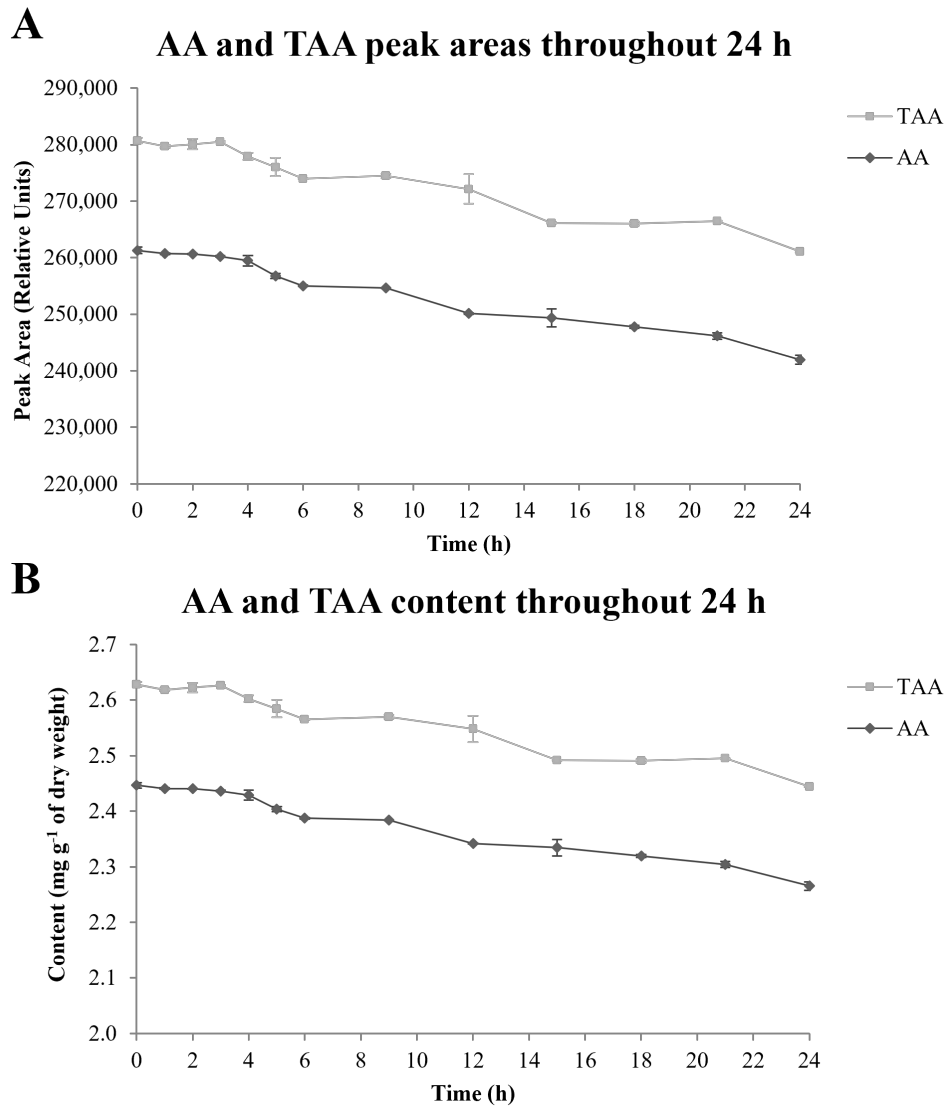 A
AA and TAA peak areas throughout 24 h
290,000
280,000
270,000
260,000
250,000
240,000
230,000
220,000
Peak Area (Relative Units)
0 2 4 6 8 10 12 14 16 18 20 22 24
Time (h)
TAA
AA
B
AA and TAA content throughout 24 h
2.7
2.6
2.5
2.4
2.3
2.2
2.1
2.0
Content (mg g⁻¹ of dry weight)
0 2 4 6 8 10 12 14 16 18 20 22 24
Time (h)
TAA
AA